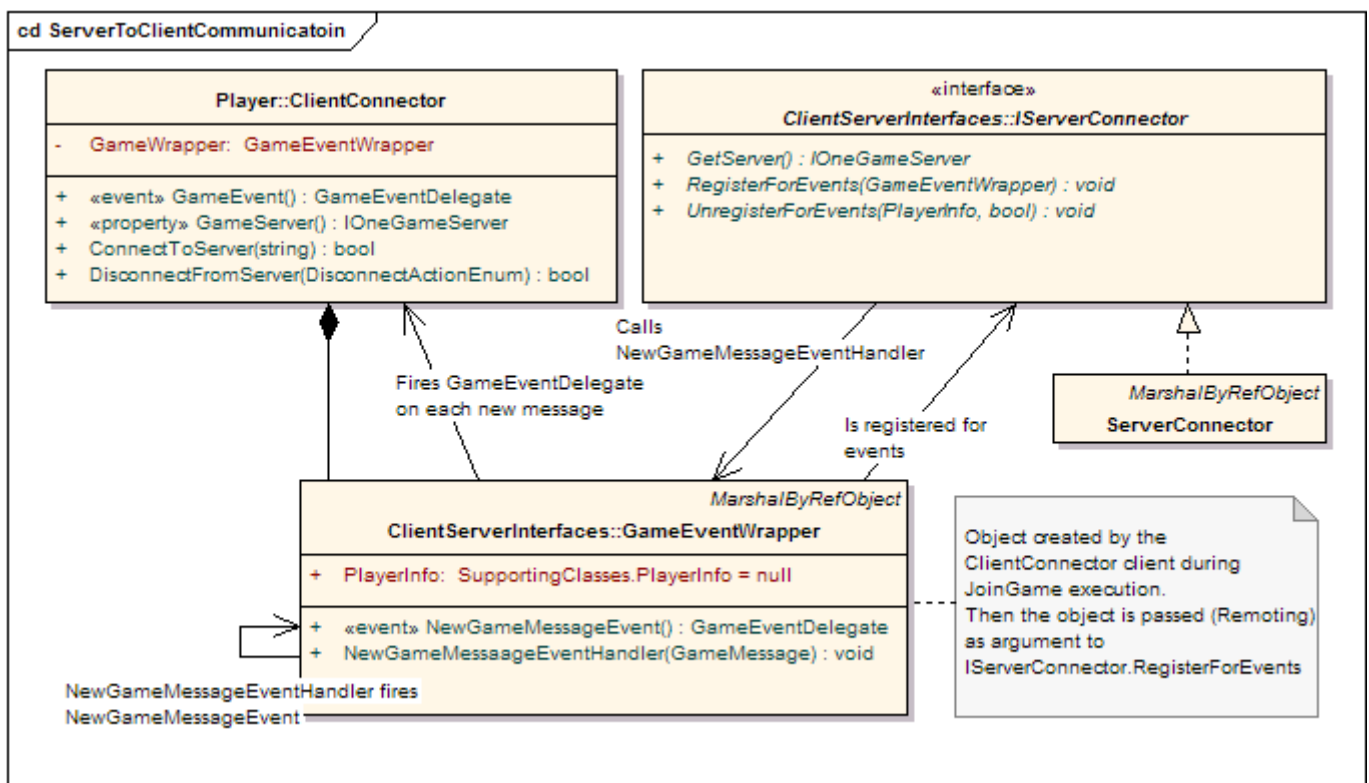 cd ServerToClientCommunicatoin
Player::ClientConnector
- GameWrapper: GameEventWrapper
+ «event» GameEvent() : GameEventDelegate
+ «property» GameServer() : IOneGameServer
+ ConnectToServer(string) : bool
+ DisconnectFromServer(DisconnectActionEnum) : bool
«interface»
ClientServerInterfaces::IServerConnector
+ GetServer() : IOneGameServer
+ RegisterForEvents(GameEventWrapper) : void
+ UnregisterForEvents(PlayerInfo, bool) : void
Calls
NewGameMessageEventHandler
Fires GameEventDelegate
on each new message
Is registered for
events
MarshalByRefObject
ServerConnector
MarshalByRefObject
ClientServerInterfaces::GameEventWrapper
+ PlayerInfo: SupportingClasses.PlayerInfo = null
+ «event» NewGameMessageEvent() : GameEventDelegate
+ NewGameMessaageEventHandler(GameMessage) : void
NewGameMessageEventHandler fires
NewGameMessageEvent
Object created by the
ClientConnector client during
JoinGame execution.
Then the object is passed (Remoting)
as argument to
IServerConnector.RegisterForEvents